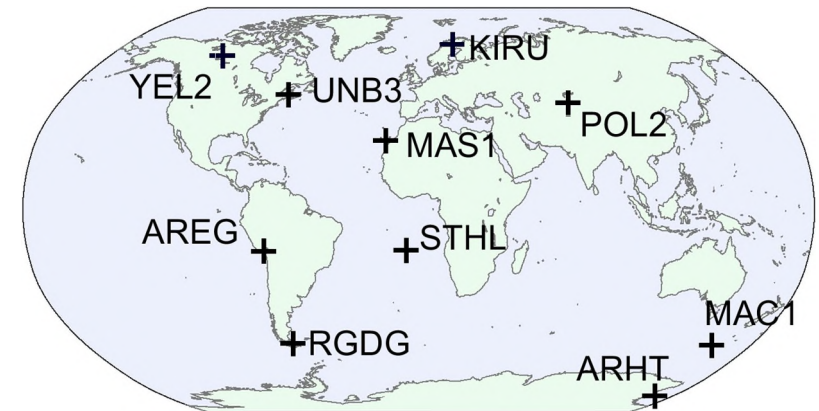 KIRU
YEL2
UNB3
POL2
MAS1
AREG
STHL
MAC1
RGDG
ARHT